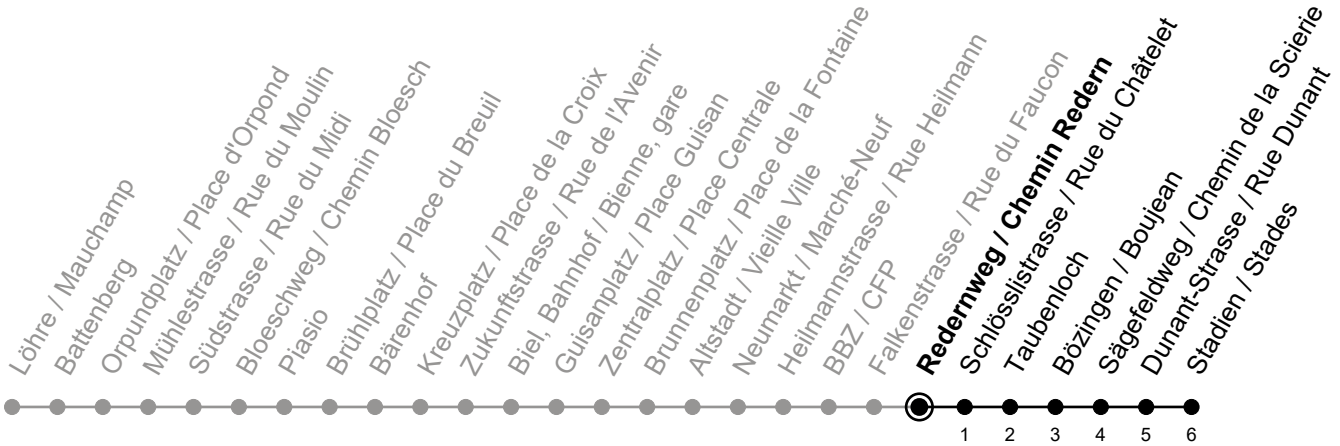 Löhre / Mauchamp
Battenberg
Orpundplatz / Place d'Orpond
Mühlestrasse / Rue du Moulin
Südstrasse / Rue du Midi
Bloeschweg / Chemin Bloesch
Piasio
Brühlplatz / Place du Breuil
Bärenhof
Kreuzplatz / Place de la Croix
Zukunftstrasse / Rue de l'Avenir
Biel, Bahnhof / Bienne, gare
Guisanplatz / Place Guisan
Zentralplatz / Place Centrale
Brunnenplatz / Place de la Fontaine
Altstadt / Vieille Ville
Neumarkt / Marché-Neuf
Heilmannstrasse / Rue Heilmann
BBZ / CFP
Falkenstrasse / Rue du Faucon
Redernweg / Chemin Redern
Schlösslistrasse / Rue du Châtelet
Taubenloch
Bözingen / Boujean
Sägefeldweg / Chemin de la Scierie
Dunant-Strasse / Rue Dunant
Stadien / Stades
1 2 3 4 5 6